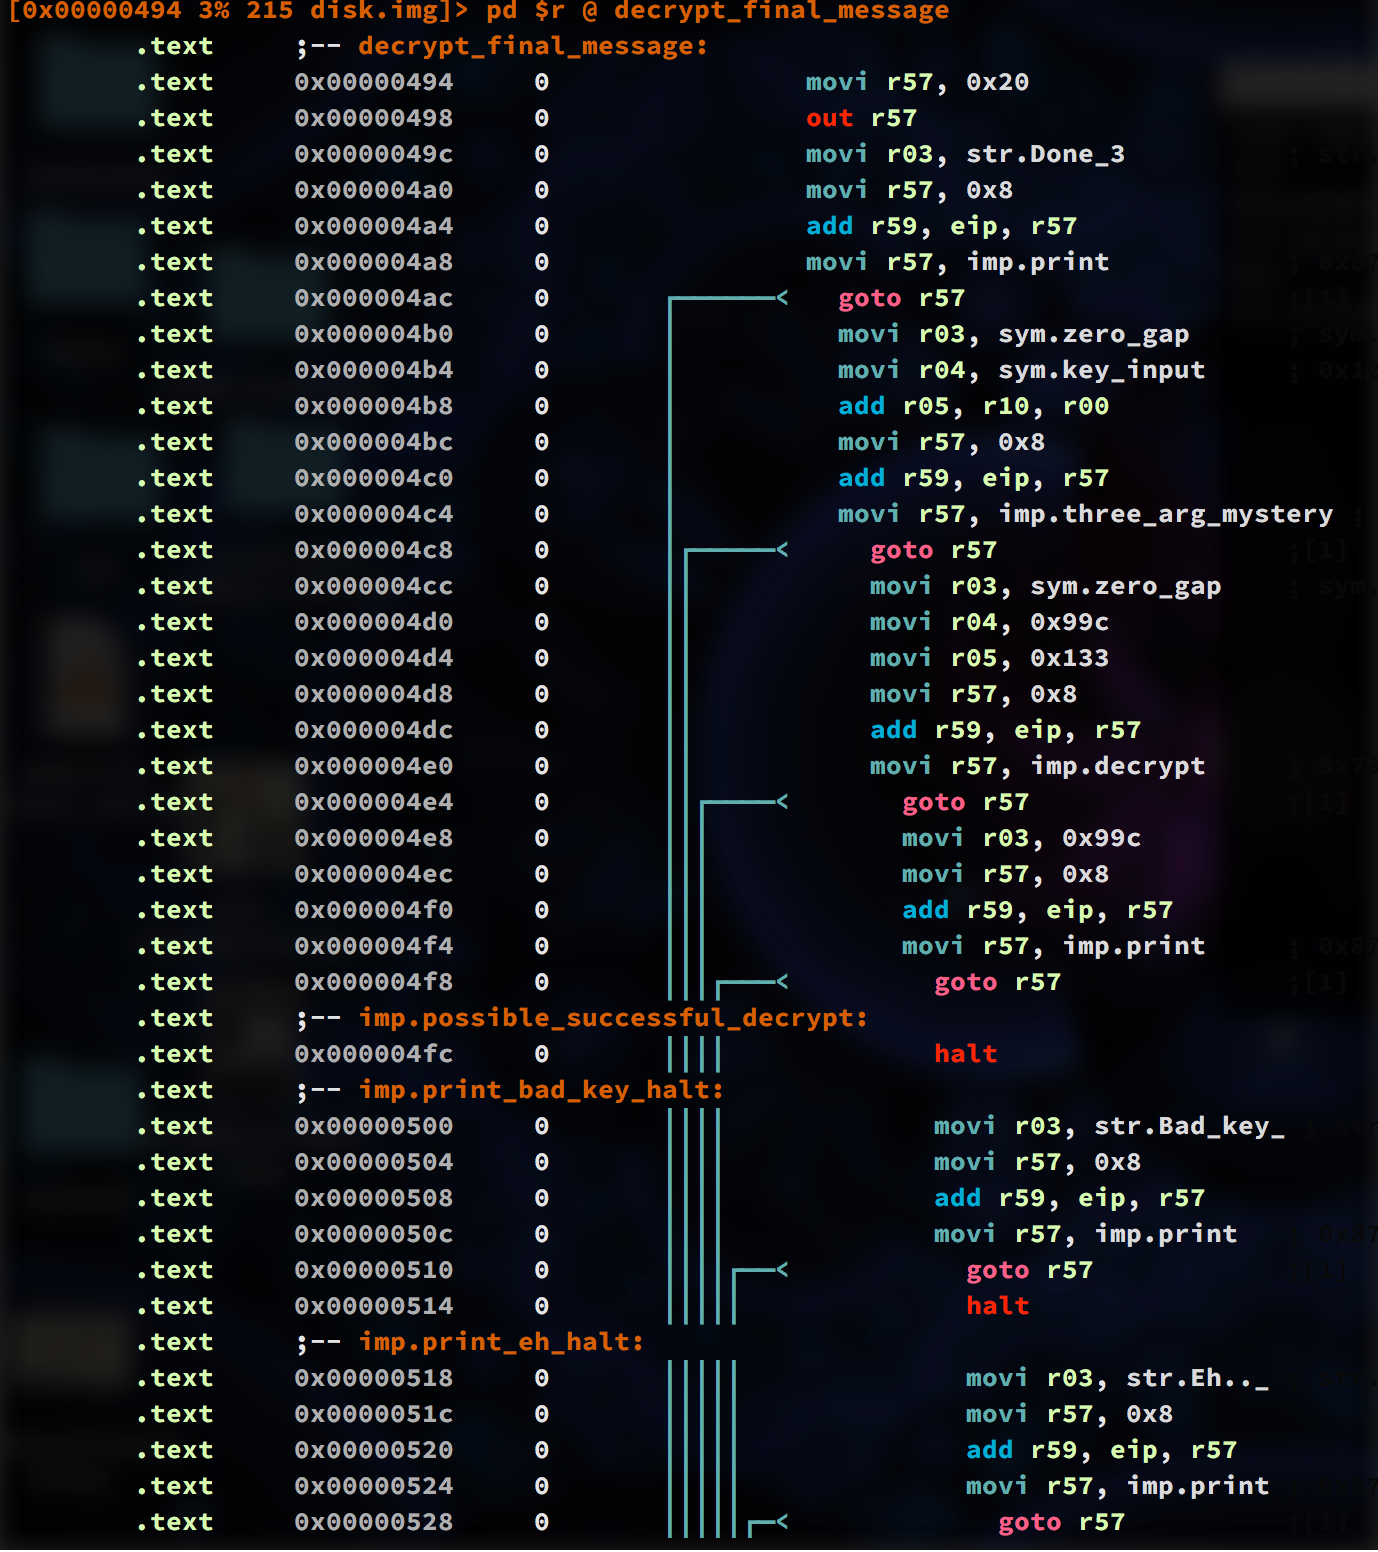 [0x00000494 3% 215 disk.img]> pd $r @ decrypt_final_message
.text ;-- decrypt_final_message:
.text 0x00000494 0 movi r57, 0x20
.text 0x00000498 0 out r57
.text 0x0000049c 0 movi r03, str.Done_3 ; str
.text 0x000004a0 0 movi r57, 0x8
.text 0x000004a4 0 add r59, eip, r57
.text 0x000004a8 0 movi r57, imp.print
.text 0x000004ac 0 < goto r57 ;[1]
.text 0x000004b0 0 movi r03, sym.zero_gap ; sym
.text 0x000004b4 0 movi r04, sym.key_input
.text 0x000004b8 0 add r05, r10, r00
.text 0x000004bc 0 movi r57, 0x8
.text 0x000004c0 0 add r59, eip, r57
.text 0x000004c4 0 movi r57, imp.three_arg_mystery ;
.text 0x000004c8 0 < goto r57 ;[1]
.text 0x000004cc 0 movi r03, sym.zero_gap ; sym
.text 0x000004d0 0 movi r04, 0x99c
.text 0x000004d4 0 movi r05, 0x133
.text 0x000004d8 0 movi r57, 0x8
.text 0x000004dc 0 add r59, eip, r57
.text 0x000004e0 0 movi r57, imp.decrypt
.text 0x000004e4 0 < goto r57 ;[1]
.text 0x000004e8 0 movi r03, 0x99c
.text 0x000004ec 0 movi r57, 0x8
.text 0x000004f0 0 add r59, eip, r57
.text 0x000004f4 0 movi r57, imp.print
.text 0x000004f8 0 < goto r57 ;[1]
.text ;-- imp.possible_successful_decrypt:
.text 0x000004fc 0 halt
.text ;-- imp.print_bad_key_halt:
.text 0x00000500 0 movi r03, str.Bad_key_
.text 0x00000504 0 movi r57, 0x8
.text 0x00000508 0 add r59, eip, r57
.text 0x0000050c 0 movi r57, imp.print
.text 0x00000510 0 < goto r57 ;[1]
.text 0x00000514 0 halt
.text ;-- imp.print_eh_halt:
.text 0x00000518 0 movi r03, str.Eh.._
.text 0x0000051c 0 movi r57, 0x8
.text 0x00000520 0 add r59, eip, r57
.text 0x00000524 0 movi r57, imp.print
.text 0x00000528 0 < goto r57 ;[1]